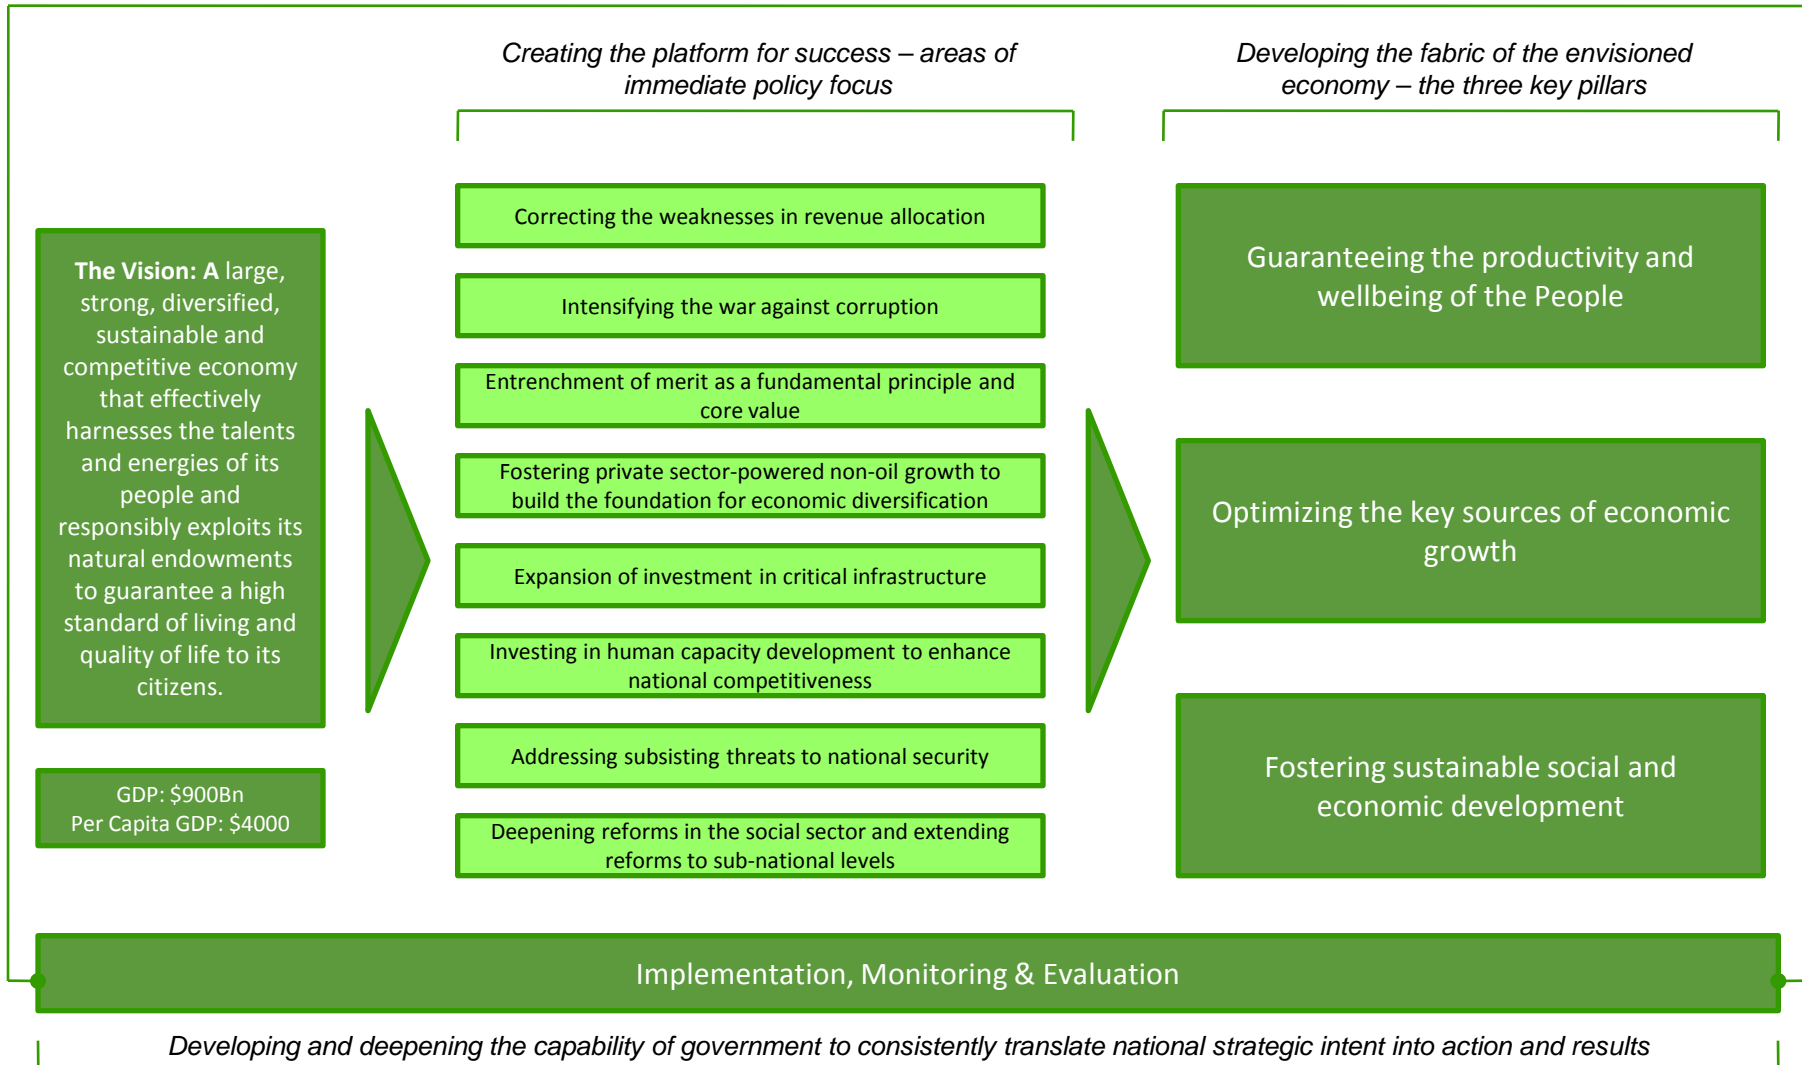 Creating the platform for success – areas of
immediate policy focus
Developing the fabric of the envisioned
economy – the three key pillars
The Vision: A large,
strong, diversified,
sustainable and
competitive economy
that effectively
harnesses the talents
and energies of its
people and
responsibly exploits its
natural endowments
to guarantee a high
standard of living and
quality of life to its
citizens.
GDP: $900Bn
Per Capita GDP: $4000
Correcting the weaknesses in revenue allocation
Intensifying the war against corruption
Entrenchment of merit as a fundamental principle and
core value
Fostering private sector-powered non-oil growth to
build the foundation for economic diversification
Expansion of investment in critical infrastructure
Investing in human capacity development to enhance
national competitiveness
Addressing subsisting threats to national security
Deepening reforms in the social sector and extending
reforms to sub-national levels
Guaranteeing the productivity and
wellbeing of the People
Optimizing the key sources of economic
growth
Fostering sustainable social and
economic development
Implementation, Monitoring & Evaluation
Developing and deepening the capability of government to consistently translate national strategic intent into action and results